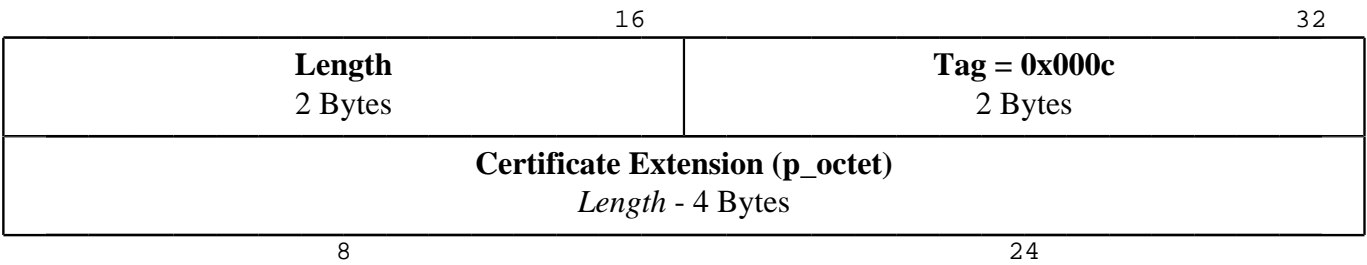 16 32
Length Tag = 0x000c
2 Bytes 2 Bytes
Certificate Extension (p_octet)
Length - 4 Bytes
8 24